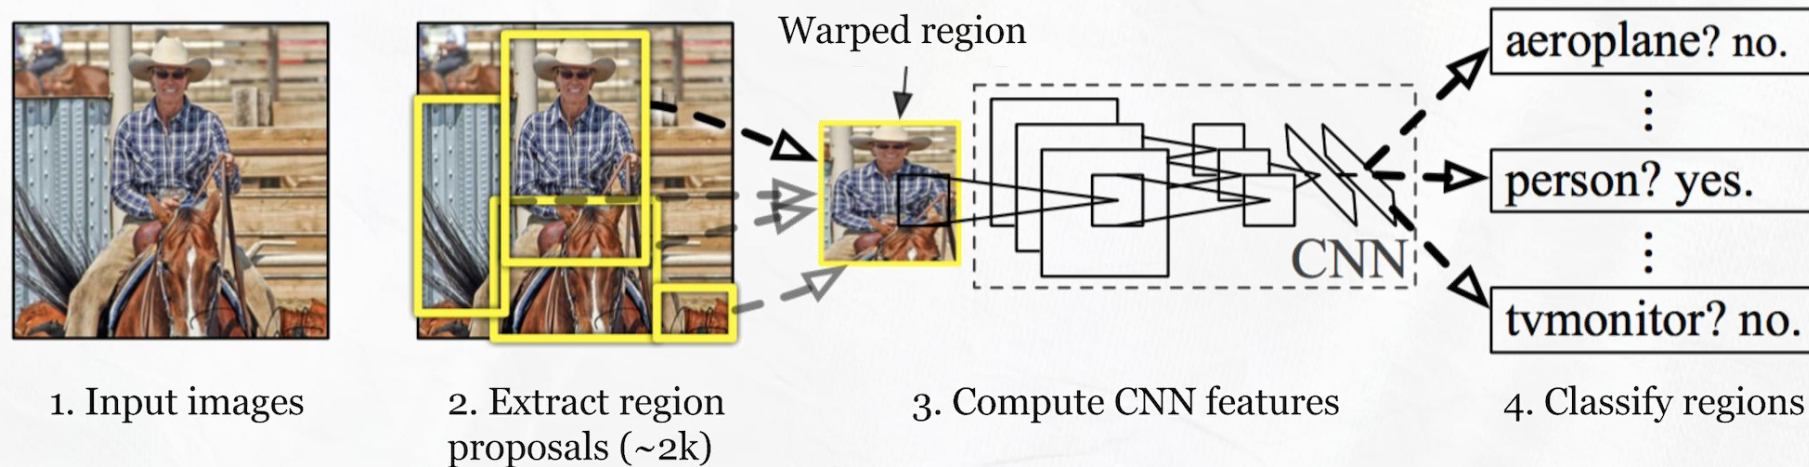 Warped region
aeroplane? no.
person? yes.
CNN
tvmonitor? no.
1. Input images
2. Extract region
proposals (~2k)
3. Compute CNN features
4. Classify regions